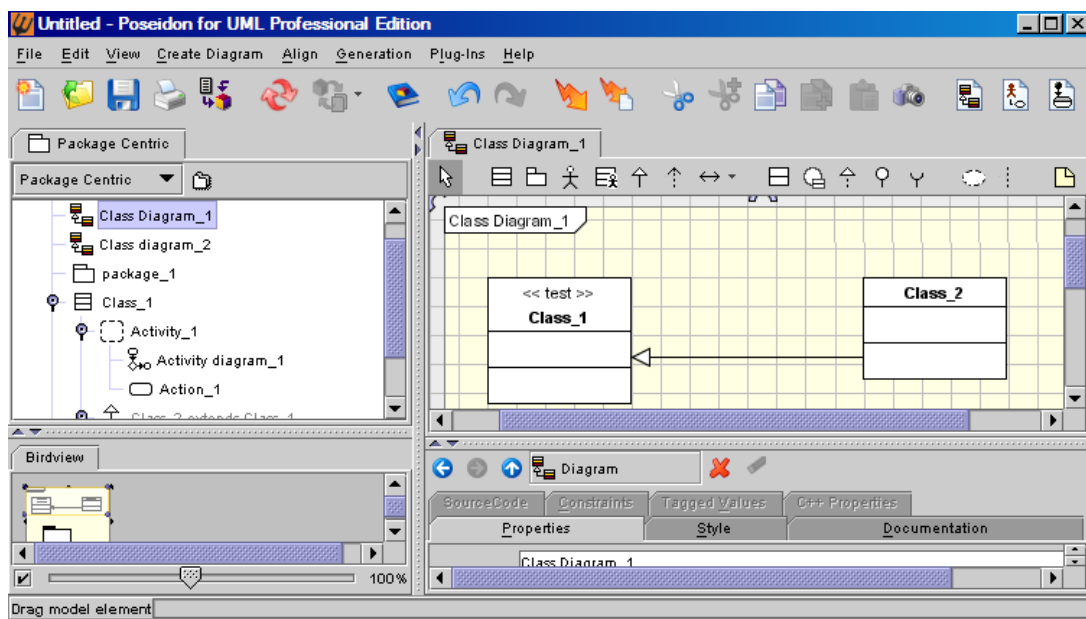 Untitled - Poseidon for UML Professional Edition
File Edit View Create Diagram Align Generation Plug-Ins Help
Package Centric
Package Centric
Class Diagram_1
Class diagram_2
package_1
Class_1
Activity_1
Activity diagram_1
Action_1
Class_2 extends Class_1
Class Diagram_1
Class Diagram_1
<< test >>
Class_1
Class_2
Birdview
100%
Diagram
SourceCode Constraints Tagged Values C++ Properties
Properties Style Documentation
Class Diagram_1
Drag model element